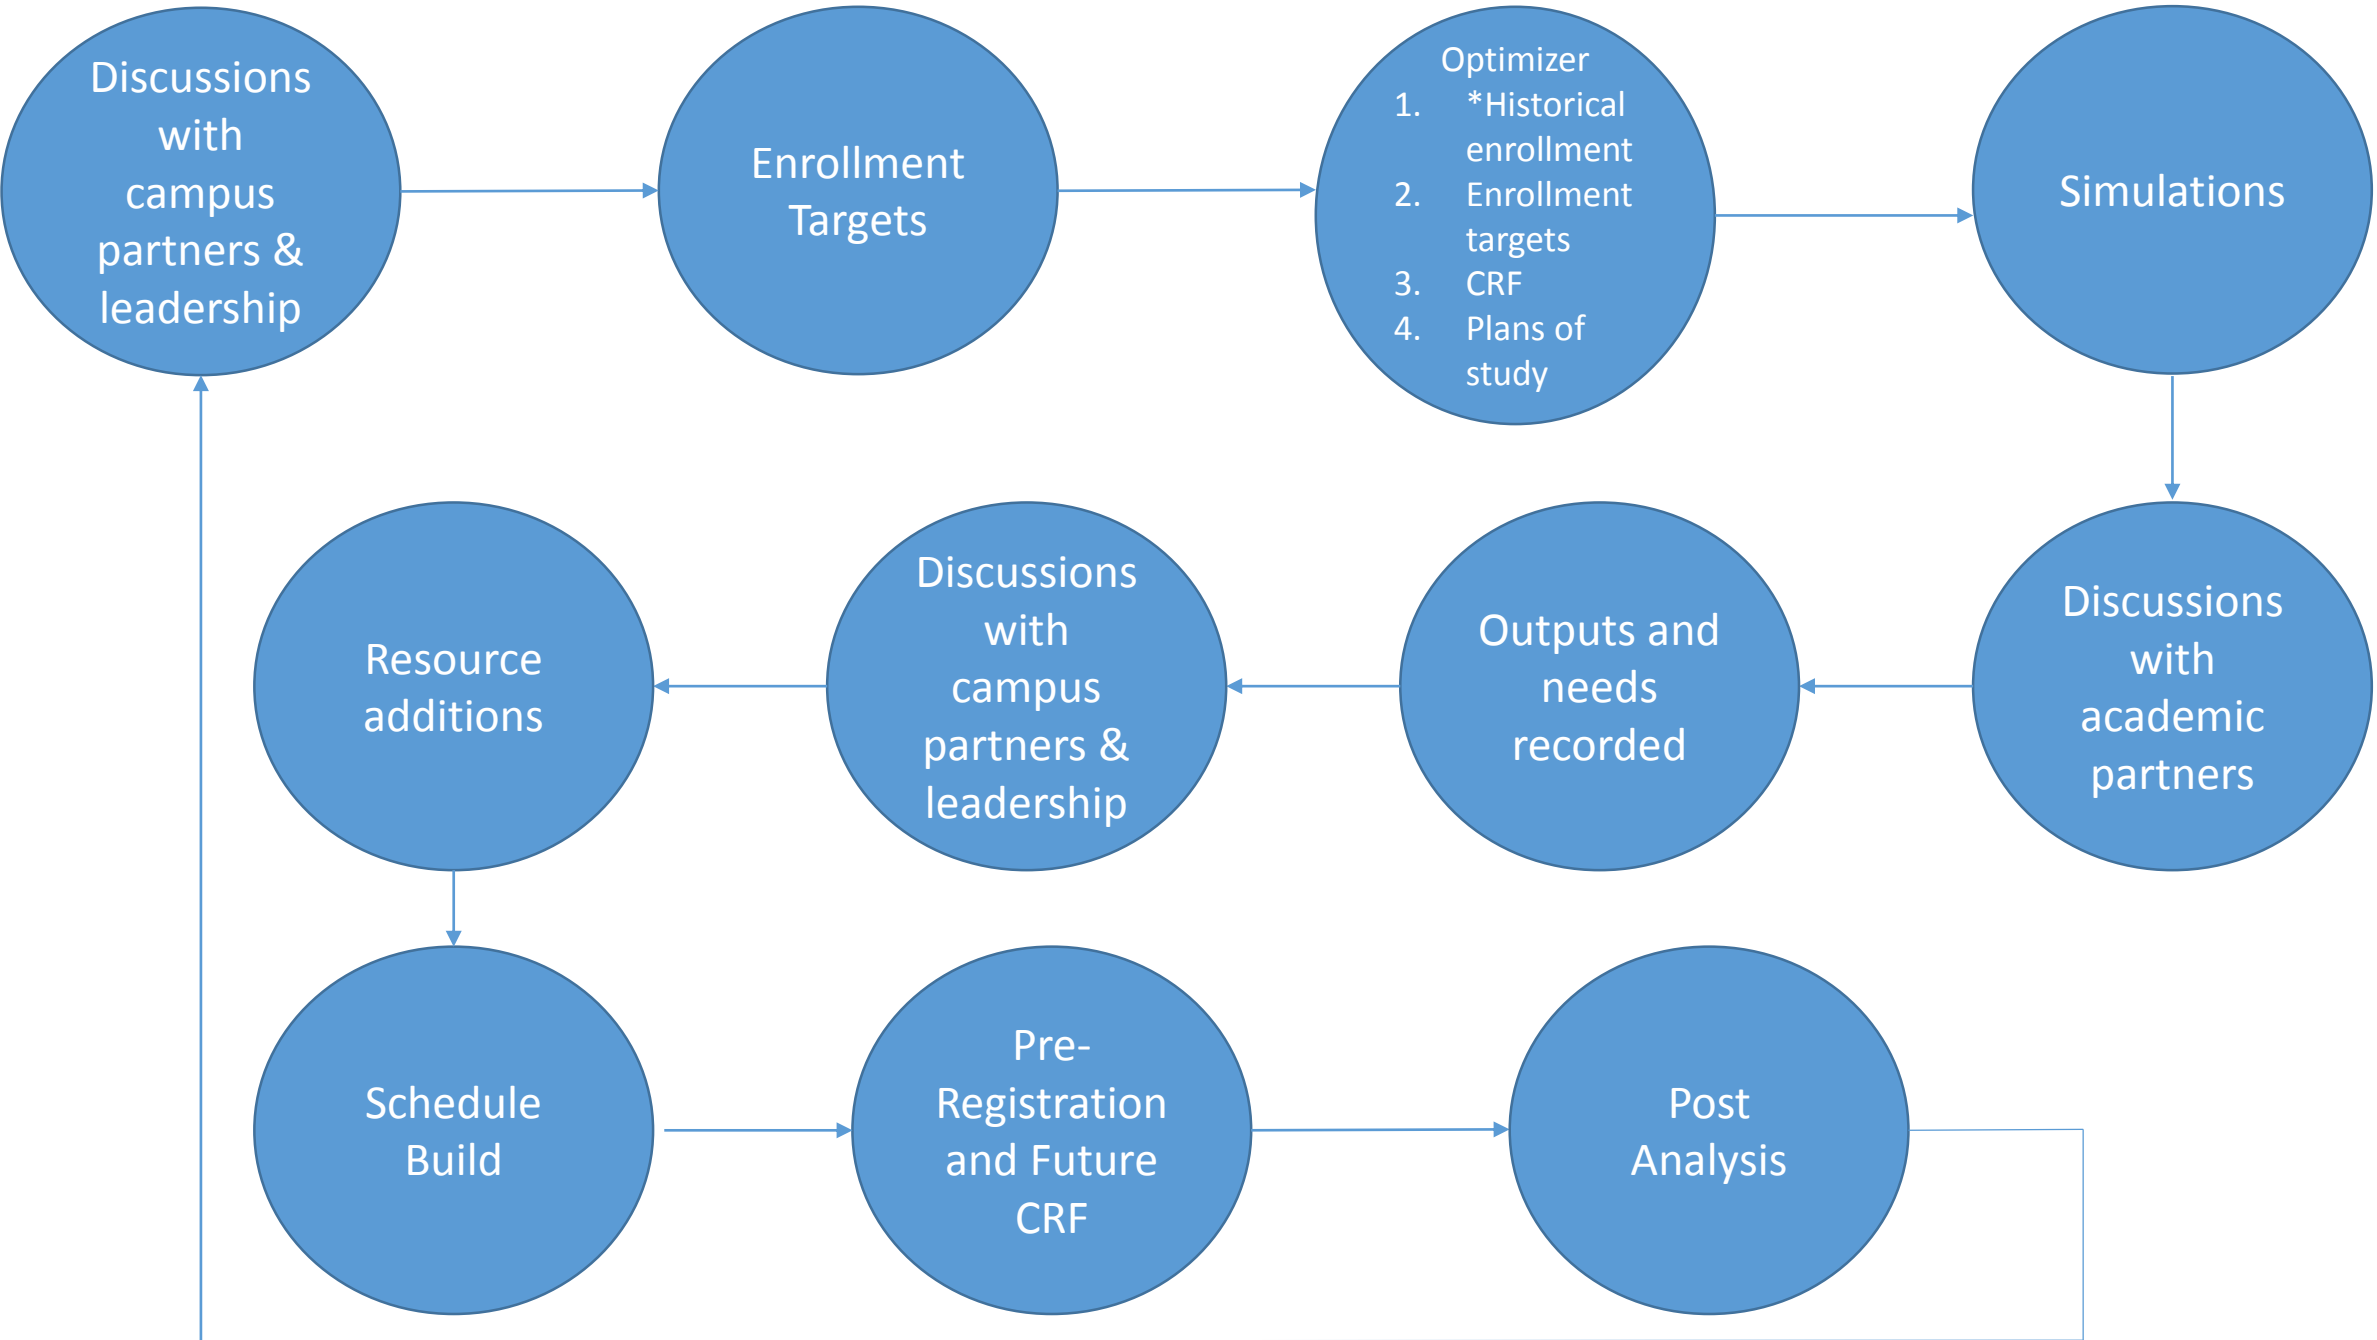 Discussions
with
campus
partners &
leadership
Enrollment
Targets
Optimizer
1. *Historical
enrollment
2. Enrollment
targets
3. CRF
4. Plans of
study
Simulations
Resource
additions
Discussions
with
campus
partners &
leadership
Outputs and
needs
recorded
Discussions
with
academic
partners
Schedule
Build
Pre-
Registration
and Future
CRF
Post
Analysis